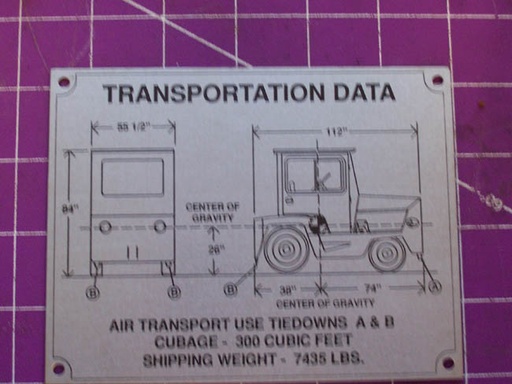 TRANSPORTATION DATA
55 1/2"
112"
84"
CENTER OF
GRAVITY
26"
B
B
B
38"
74"
A
CENTER OF GRAVITY
AIR TRANSPORT USE TIEDOWNS A & B
CUBAGE - 300 CUBIC FEET
SHIPPING WEIGHT - 7435 LBS.